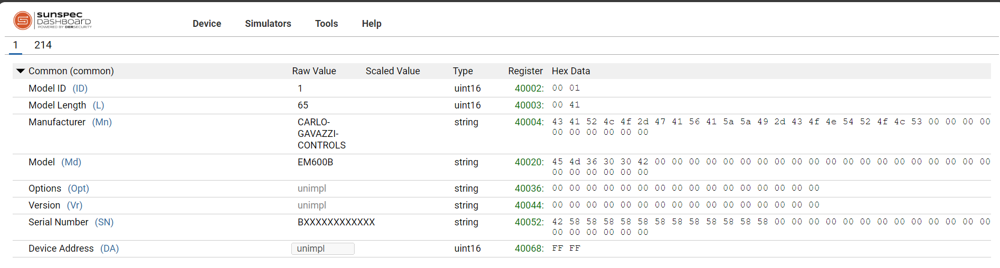 sunspec
DASHBOARD
POWERED BY DERSECURITY
Device Simulators Tools Help
1 214
Common (common) Raw Value Scaled Value Type Register Hex Data
Model ID (ID) 1 uint16 40002: 00 01
Model Length (L) 65 uint16 40003: 00 41
Manufacturer (Mn) CARLO- string 40004: 43 41 52 4c 4f 2d 47 41 56 41 5a 5a 49 2d 43 4f 4e 54 52 4f 4c 53 00 00 00 00
GAVAZZI- 00 00 00 00 00 00
CONTROLS
Model (Md) EM600B string 40020: 45 4d 36 30 30 42 00 00 00 00 00 00 00 00 00 00 00 00 00 00 00 00 00 00 00 00
00 00 00 00 00 00
Options (Opt) unimpl string 40036: 00 00 00 00 00 00 00 00 00 00 00 00 00 00 00 00
Version (Vr) unimpl string 40044: 00 00 00 00 00 00 00 00 00 00 00 00 00 00 00 00
Serial Number (SN) BXXXXXXXXXXXX string 40052: 42 58 58 58 58 58 58 58 58 58 58 58 58 00 00 00 00 00 00 00 00 00 00 00 00 00
00 00 00 00 00 00
Device Address (DA) unimpl uint16 40068: FF FF